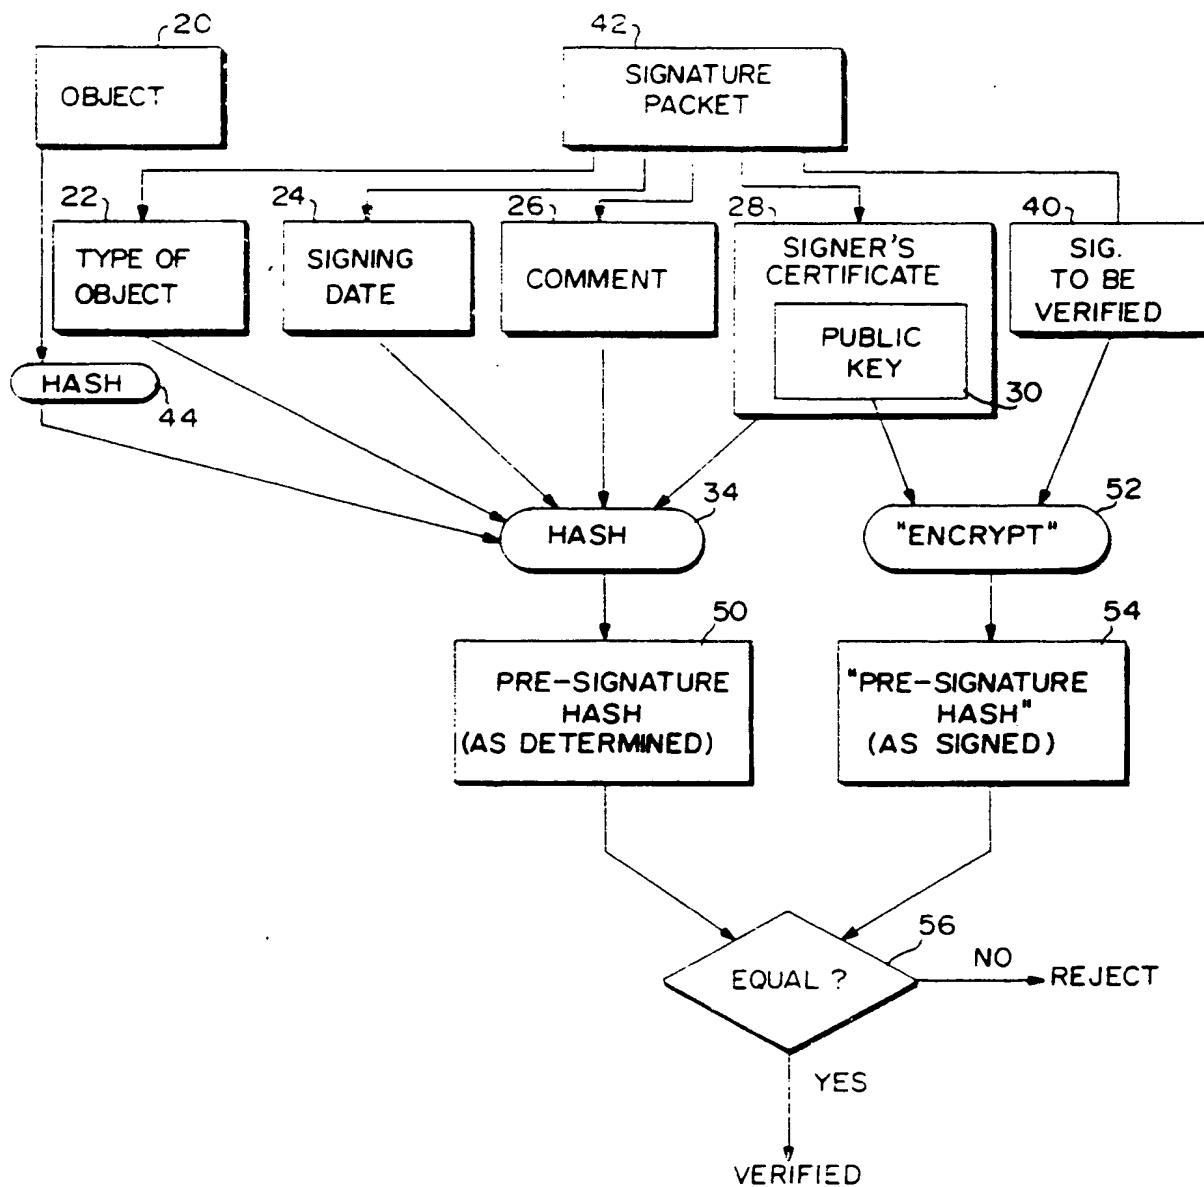 20
OBJECT
42
SIGNATURE
PACKET
22
TYPE OF
OBJECT
24
SIGNING
DATE
26
COMMENT
28
SIGNER'S
CERTIFICATE
PUBLIC
KEY
30
40
SIG.
TO BE
VERIFIED
HASH
44
HASH
34
"ENCRYPT"
52
50
PRE-SIGNATURE
HASH
(AS DETERMINED)
54
"PRE-SIGNATURE
HASH"
(AS SIGNED)
EQUAL ?
56
NO
REJECT
YES
VERIFIED